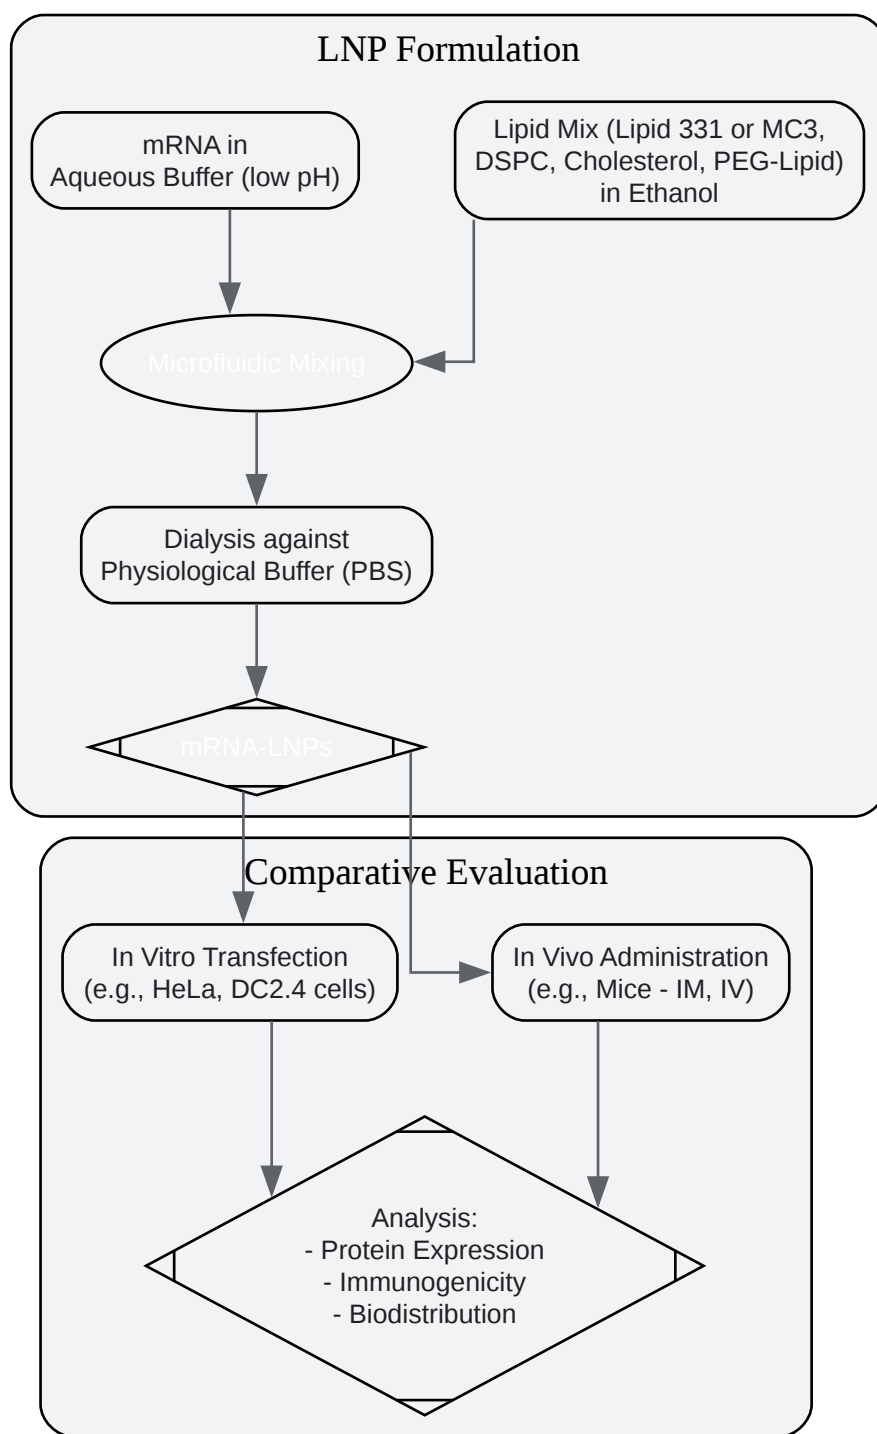 LNP Formulation
mRNA in
Aqueous Buffer (low pH)
Lipid Mix (Lipid 331 or MC3,
DSPC, Cholesterol, PEG-Lipid)
in Ethanol
Microfluidic Mixing
Dialysis against
Physiological Buffer (PBS)
mRNA-LNPs
Comparative Evaluation
In Vitro Transfection
(e.g., HeLa, DC2.4 cells)
In Vivo Administration
(e.g., Mice - IM, IV)
Analysis:
- Protein Expression
- Immunogenicity
- Biodistribution